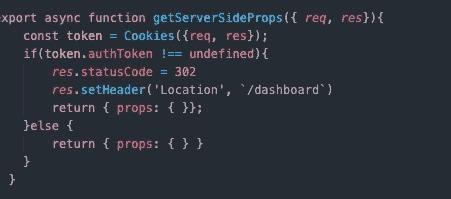 export async function getServerSideProps({ req, res}){
const token = Cookies({req, res});
if(token.authToken !== undefined){
res.statusCode = 302
res.setHeader('Location', `/dashboard`)
return { props: { }};
}else {
return { props: { } }
}
}